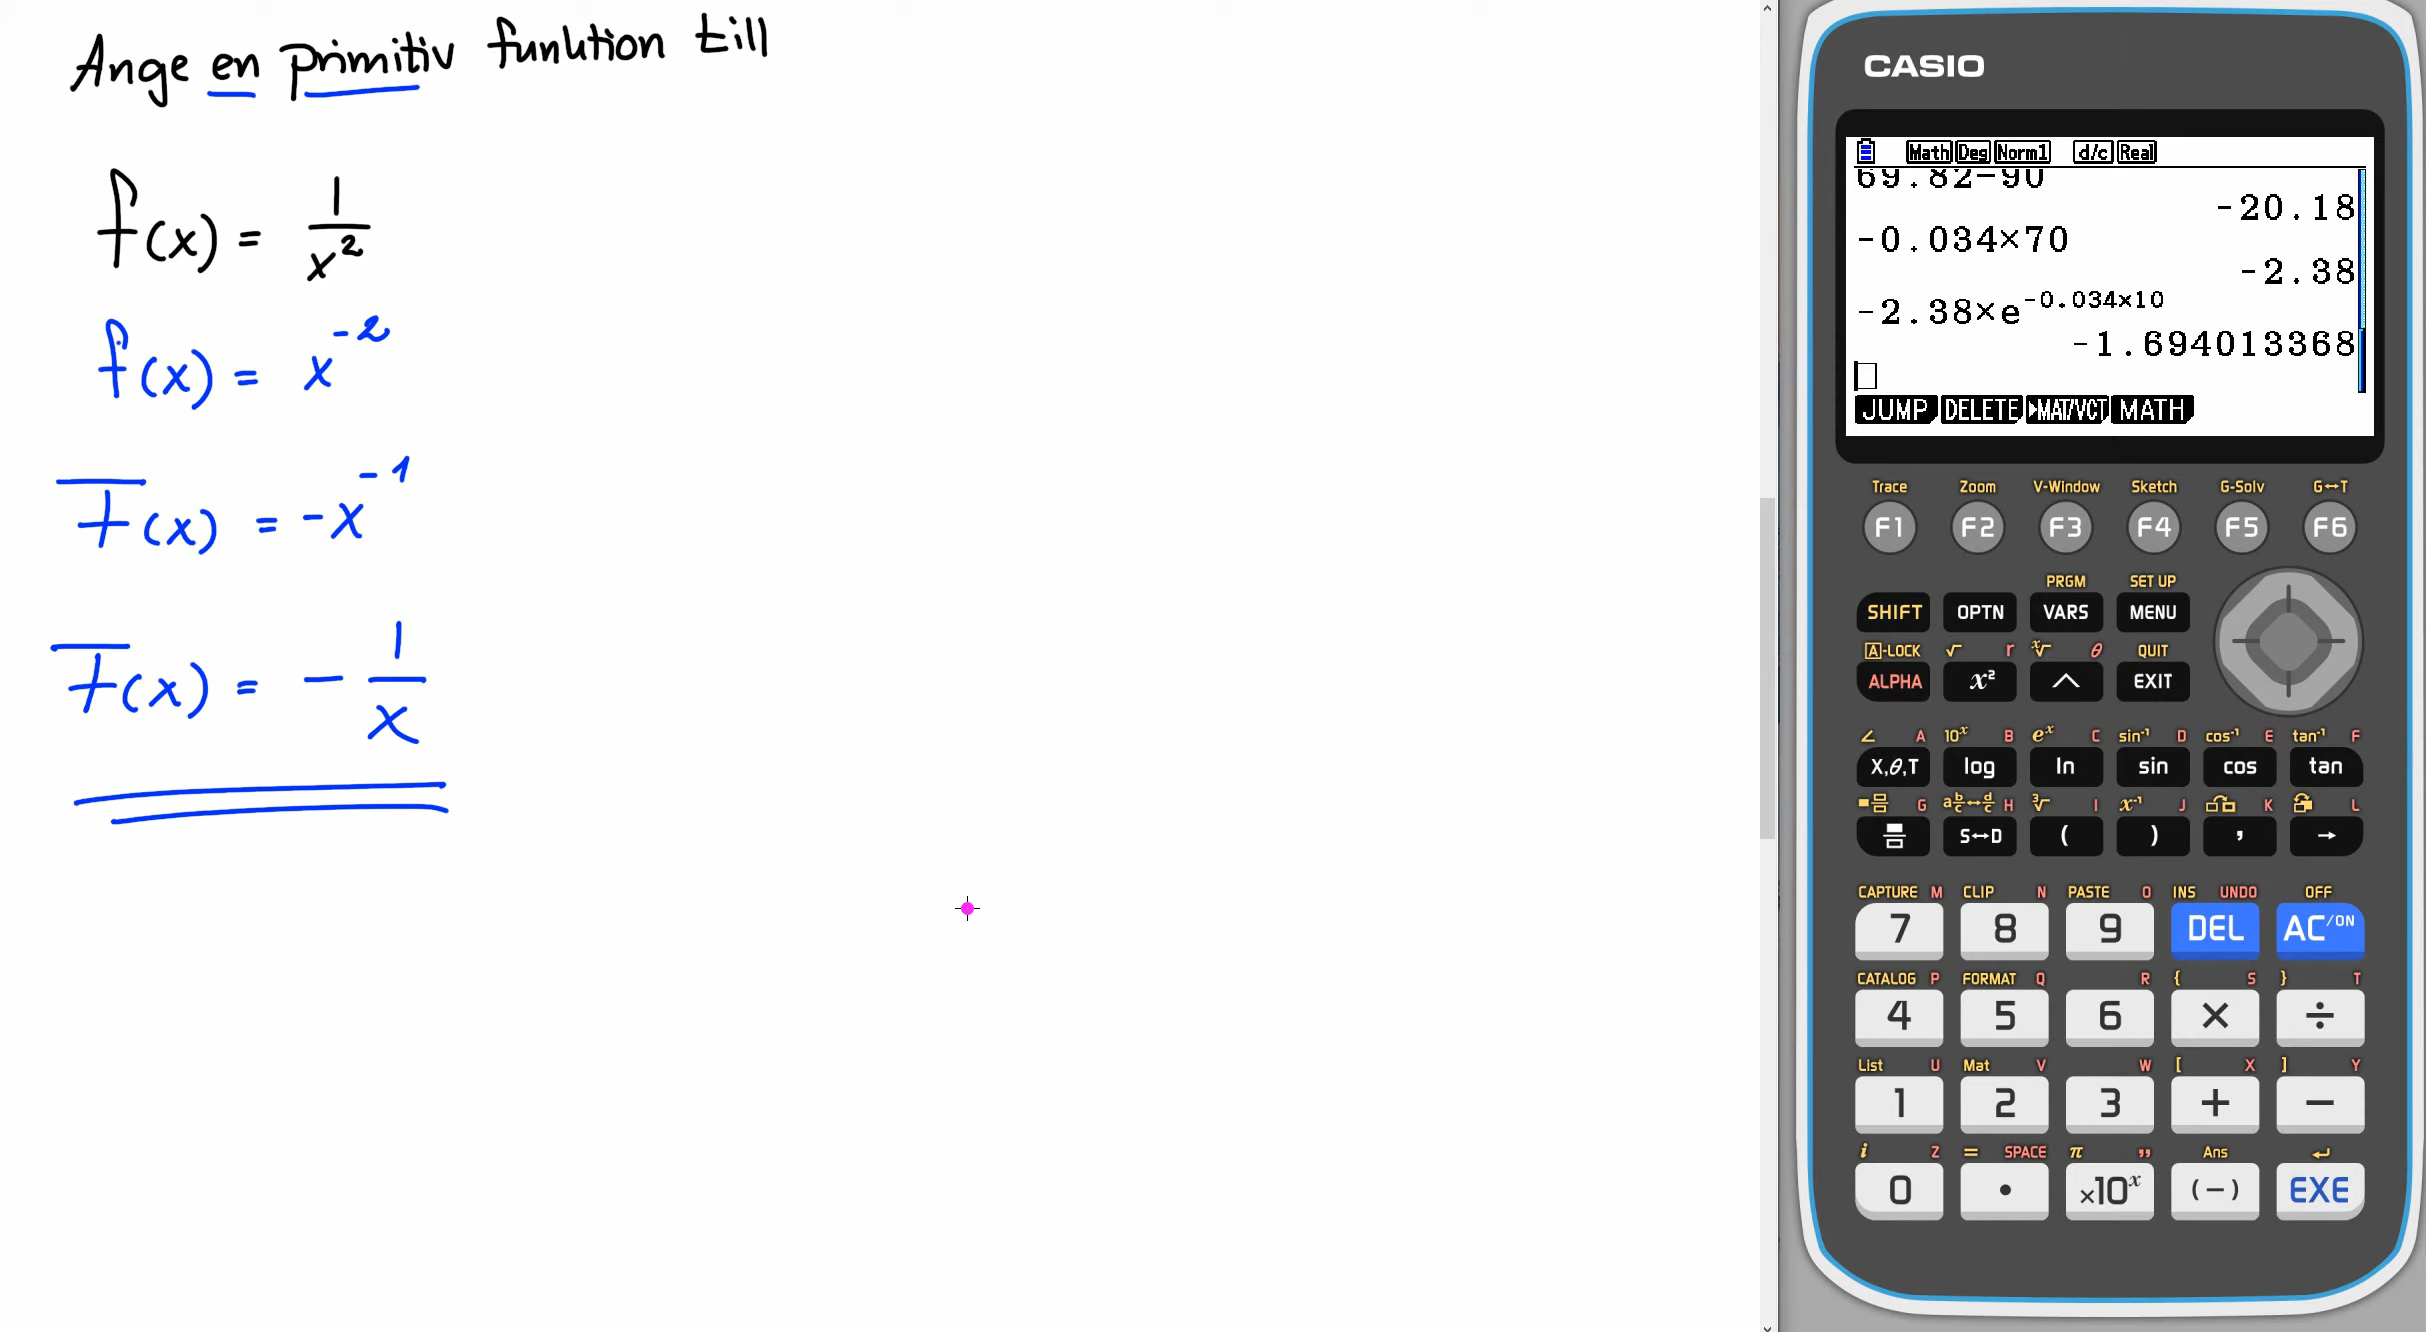 Ange en primitiv funktion till
f(x) = 1/x²
f(x) = x⁻²
F(x) = -x⁻¹
F(x) = - 1/x
CASIO
Math Deg Norm1 d/c Real
69.82-90
-20.18
-0.034×70
-2.38
-2.38×e^-0.034×10
-1.694013368
JUMP DELETE ▶MAT/VCT MATH
Trace Zoom V-Window Sketch G-Solv G↔T
F1 F2 F3 F4 F5 F6
PRGM SET UP
SHIFT OPTN VARS MENU
A-LOCK √ r ˣ√ θ QUIT
ALPHA x² ^ EXIT
∠ A 10ˣ B eˣ C sin⁻¹ D cos⁻¹ E tan⁻¹ F
X,θ,T log ln sin cos tan
G a b/c↔d/c H ³√ I x⁻¹ J K L
S↔D ( ) , →
CAPTURE M CLIP N PASTE O INS UNDO OFF
7 8 9 DEL AC/ON
CATALOG P FORMAT Q R { S } T
4 5 6 × ÷
List U Mat V W [ X ] Y
1 2 3 + −
i Z = SPACE π " Ans ↵
0 • ×10ˣ (−) EXE